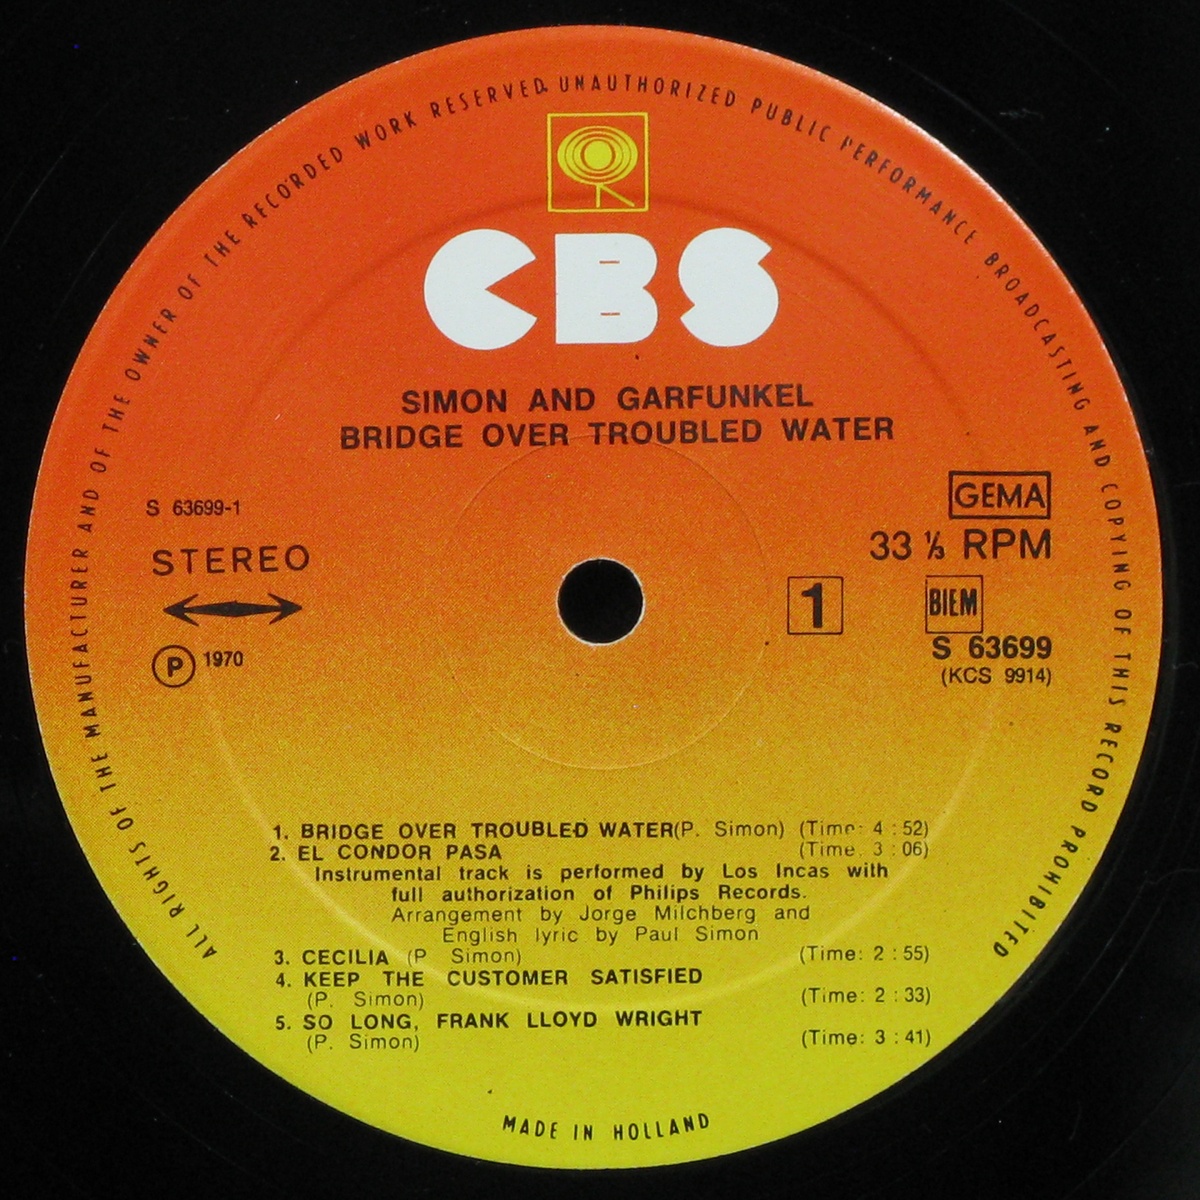 ALL RIGHTS OF THE MANUFACTURER AND OF THE OWNER OF THE RECORDED WORK RESERVED. UNAUTHORIZED PUBLIC PERFORMANCE BROADCASTING AND COPYING OF THIS RECORD PROHIBITED
CBS
SIMON AND GARFUNKEL
BRIDGE OVER TROUBLED WATER
S 63699-1
STEREO
Ⓟ 1970
GEMA
33 ⅓ RPM
1 BIEM
S 63699
(KCS 9914)
1. BRIDGE OVER TROUBLED WATER(P. Simon) (Time: 4 : 52)
2. EL CONDOR PASA (Time. 3 : 06)
Instrumental track is performed by Los Incas with
full authorization of Philips Records.
Arrangement by Jorge Milchberg and
English lyric by Paul Simon
3. CECILIA (P Simon) (Time: 2 : 55)
4. KEEP THE CUSTOMER SATISFIED
(P. Simon) (Time: 2 : 33)
5. SO LONG, FRANK LLOYD WRIGHT
(P. Simon) (Time: 3 : 41)
MADE IN HOLLAND